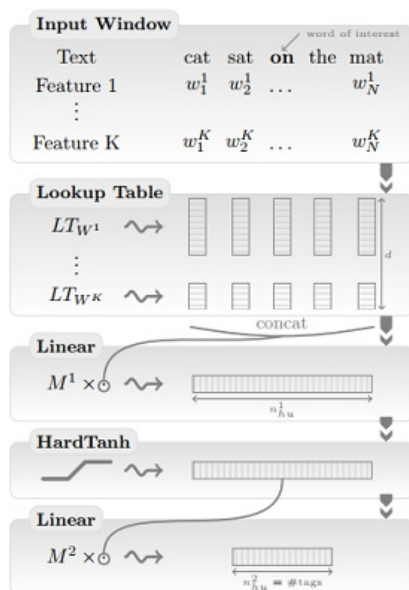 Input Window
word of interest
Text cat sat on the mat
Feature 1 w_1^1 w_2^1 ... w_N^1
⋮
Feature K w_1^K w_2^K ... w_N^K
Lookup Table
LT_{W^1}
⋮
d
LT_{W^K}
concat
Linear
M^1 ×
n_{hu}^1
HardTanh
Linear
M^2 ×
n_{hu}^2 = #tags